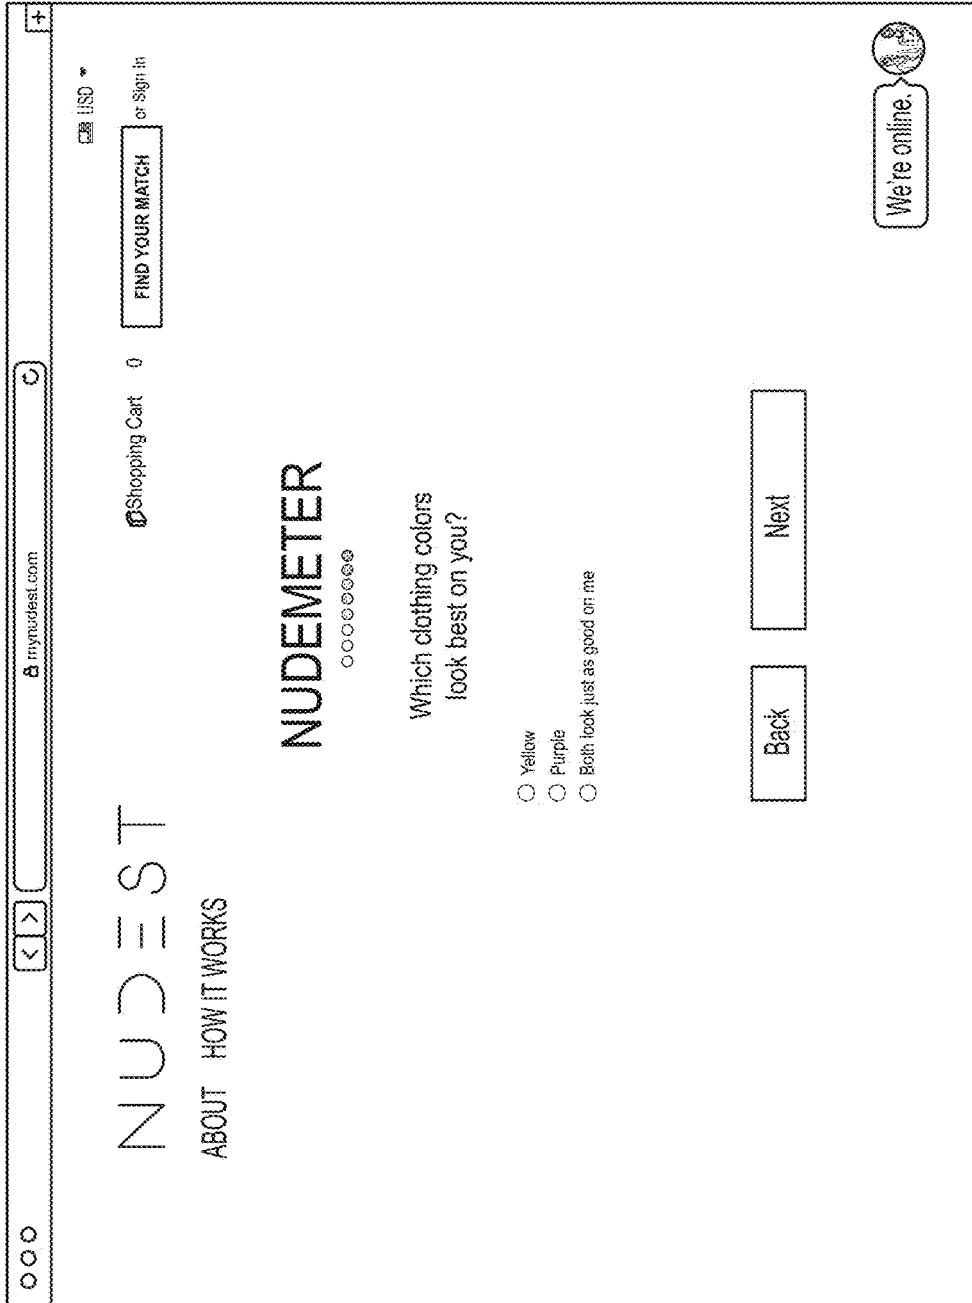 mynudest.com
USD
NUDEST
Shopping Cart 0 FIND YOUR MATCH or Sign in
ABOUT HOW IT WORKS
NUDEMETER
Which clothing colors
look best on you?
Yellow
Purple
Both look just as good on me
Back Next
We're online.